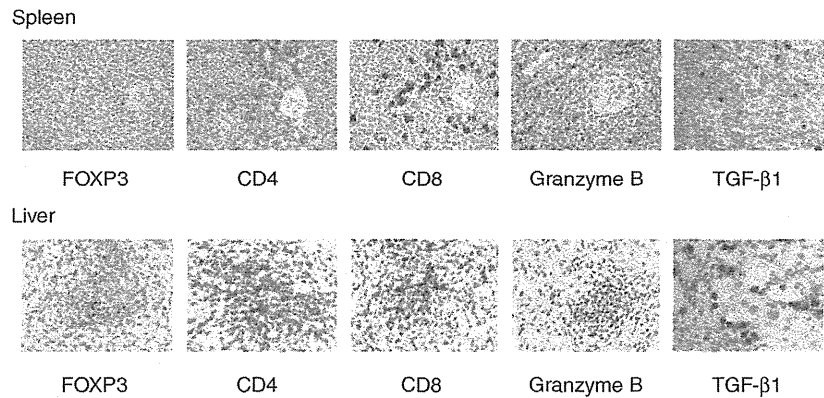 Spleen
FOXP3 CD4 CD8 Granzyme B TGF-β1
Liver
FOXP3 CD4 CD8 Granzyme B TGF-β1